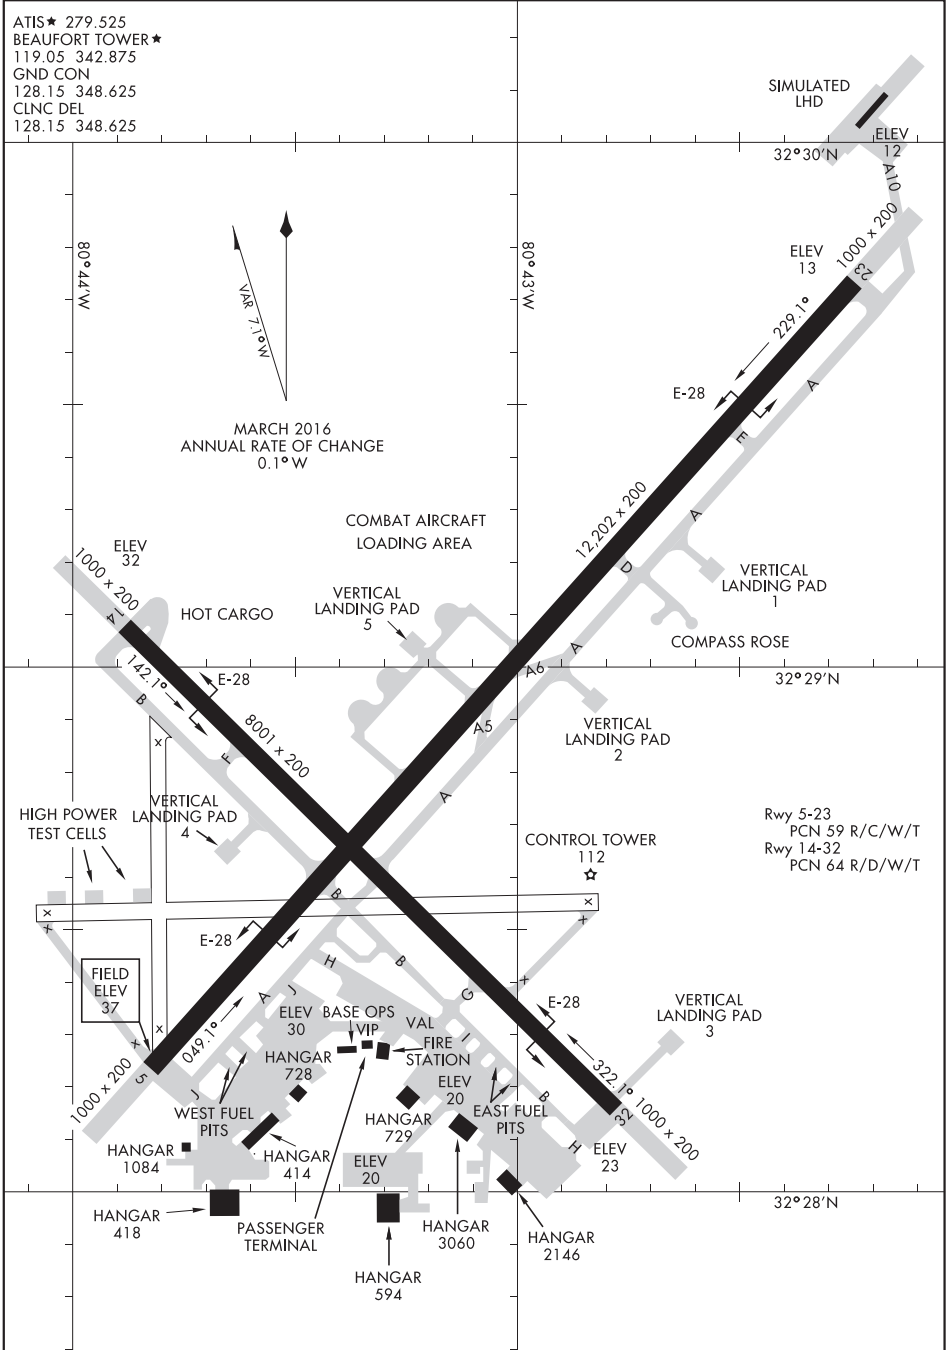 ATIS★ 279.525
BEAUFORT TOWER★
119.05 342.875
GND CON
128.15 348.625
CLNC DEL
128.15 348.625
SIMULATED
LHD
ELEV
12
32°30'N
A10
80°44'W
80°43'W
ELEV
13
1000 x 200
23
229.1°
VAR 7.1°W
E-28
A
E
MARCH 2016
ANNUAL RATE OF CHANGE
0.1° W
COMBAT AIRCRAFT
LOADING AREA
12,202 x 200
A
D
ELEV
32
1000 x 200
14
HOT CARGO
VERTICAL
LANDING PAD
5
VERTICAL
LANDING PAD
1
COMPASS ROSE
A
A6
32°29'N
142.1°
E-28
B
F
8001 x 200
A5
VERTICAL
LANDING PAD
2
x
A
HIGH POWER
TEST CELLS
VERTICAL
LANDING PAD
4
CONTROL TOWER
112
Rwy 5-23
PCN 59 R/C/W/T
Rwy 14-32
PCN 64 R/D/W/T
B
x
x
x
x
E-28
H
B
FIELD
ELEV
37
A
J
G
x
E-28
VERTICAL
LANDING PAD
3
ELEV
30
BASE OPS
VIP
VAL
I
FIRE
STATION
x
x
049.1°
5
1000 x 200
HANGAR
728
ELEV
20
322.1°
32
1000 x 200
J
B
H
WEST FUEL
PITS
HANGAR
729
EAST FUEL
PITS
HANGAR
1084
HANGAR
414
ELEV
20
ELEV
23
32°28'N
HANGAR
418
PASSENGER
TERMINAL
HANGAR
3060
HANGAR
2146
HANGAR
594